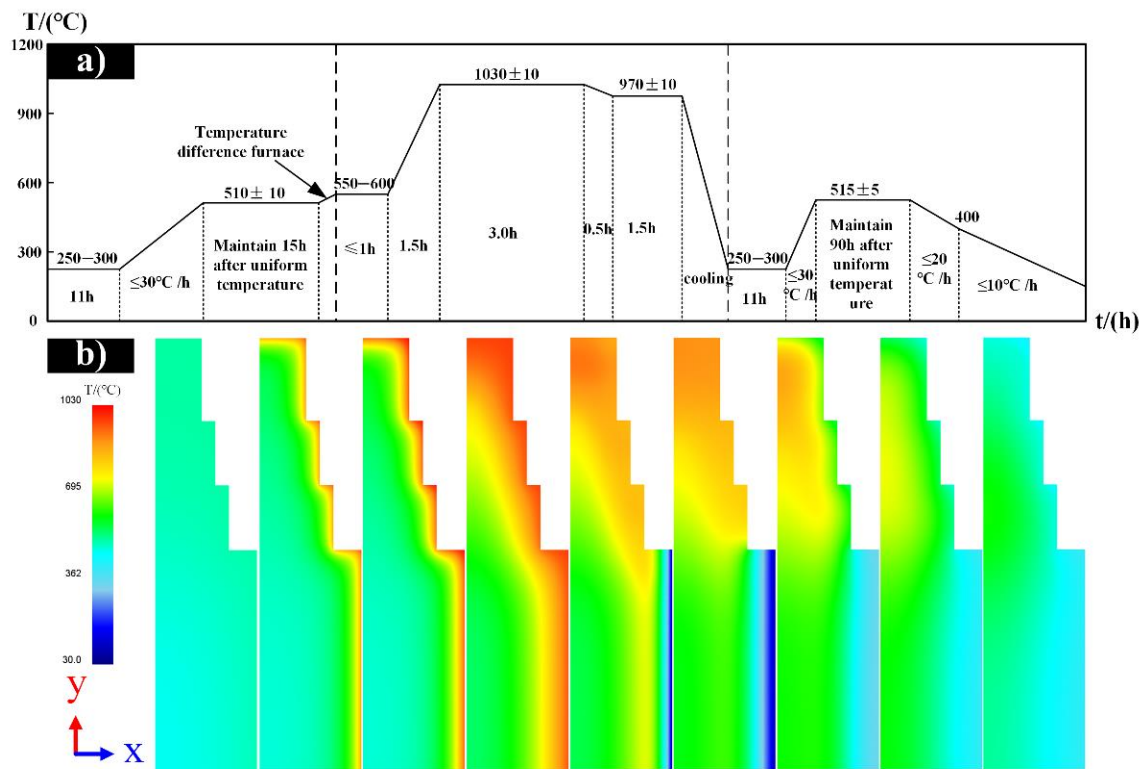 T/(°C)
1200
a)
1030±10
970±10
900
Temperature
difference furnace
600
550—600
510± 10
515±5
Maintain 15h
after uniform
temperature
≤1h
1.5h
3.0h
0.5h
1.5h
Maintain
90h after
uniform
temperat
ure
400
300
250—300
250—300
≤30°C /h
cooling
≤30
°C /h
≤20
°C /h
≤10°C /h
11h
11h
0
t/(h)
b)
T/(°C)
1030
695
362
30.0
y
x